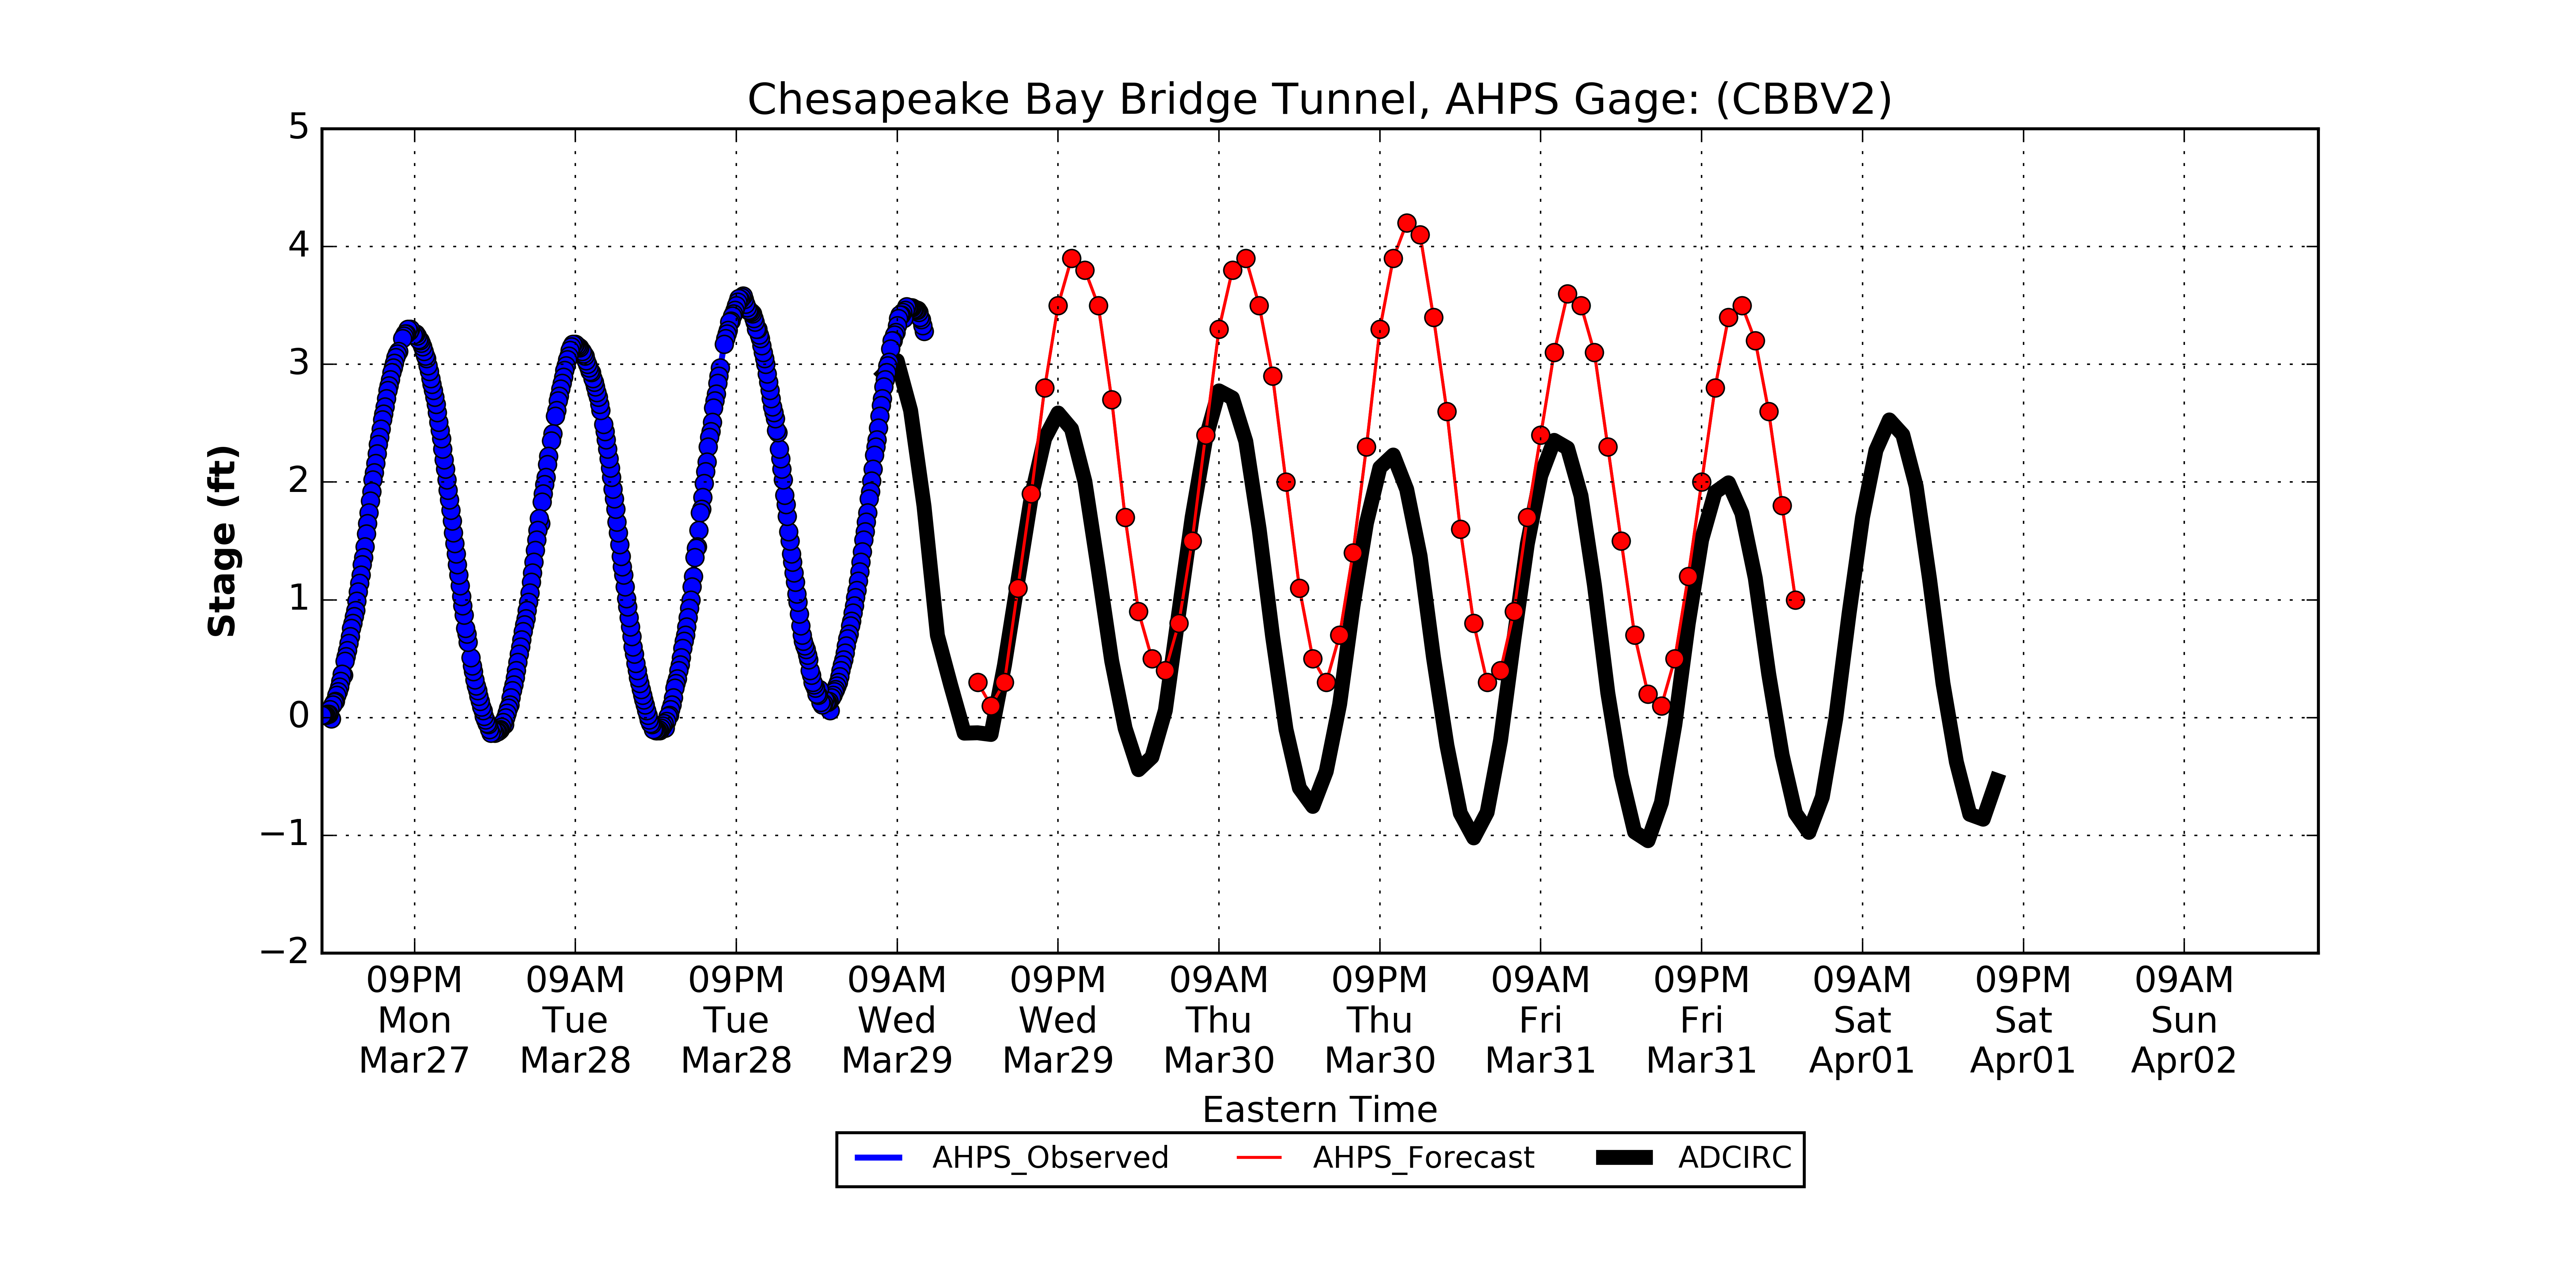 Chesapeake Bay Bridge Tunnel, AHPS Gage: (CBBV2)
5
4
3
2
1
0
−1
−2
Stage (ft)
09PM 09AM 09PM 09AM 09PM 09AM 09PM 09AM 09PM 09AM 09PM 09AM
Mon Tue Tue Wed Wed Thu Thu Fri Fri Sat Sat Sun
Mar27 Mar28 Mar28 Mar29 Mar29 Mar30 Mar30 Mar31 Mar31 Apr01 Apr01 Apr02
Eastern Time
AHPS_Observed AHPS_Forecast ADCIRC